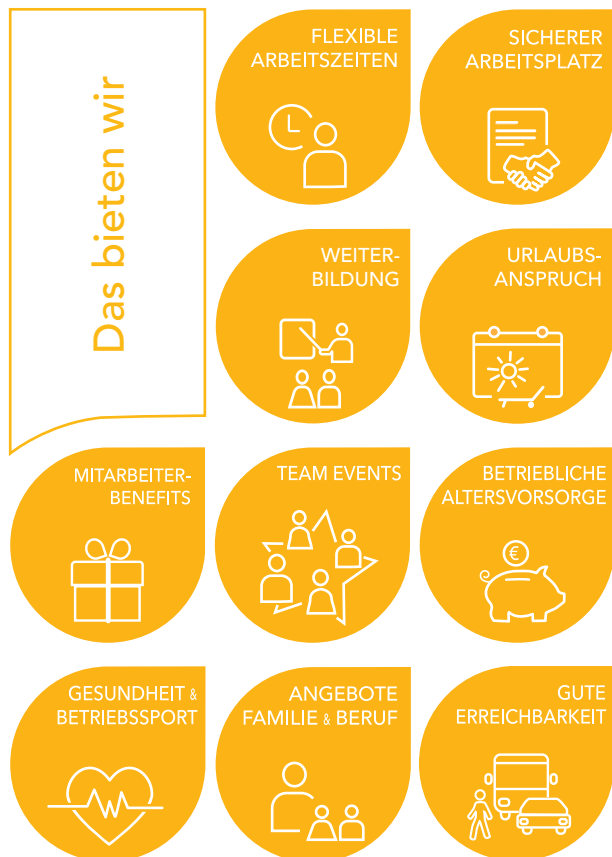 Das bieten wir
FLEXIBLE
ARBEITSZEITEN
SICHERER
ARBEITSPLATZ
WEITER-
BILDUNG
URLAUBS-
ANSPRUCH
MITARBEITER-
BENEFITS
TEAM EVENTS
BETRIEBLICHE
ALTERSVORSORGE
€
GESUNDHEIT &
BETRIEBSSPORT
ANGEBOTE
FAMILIE & BERUF
GUTE
ERREICHBARKEIT